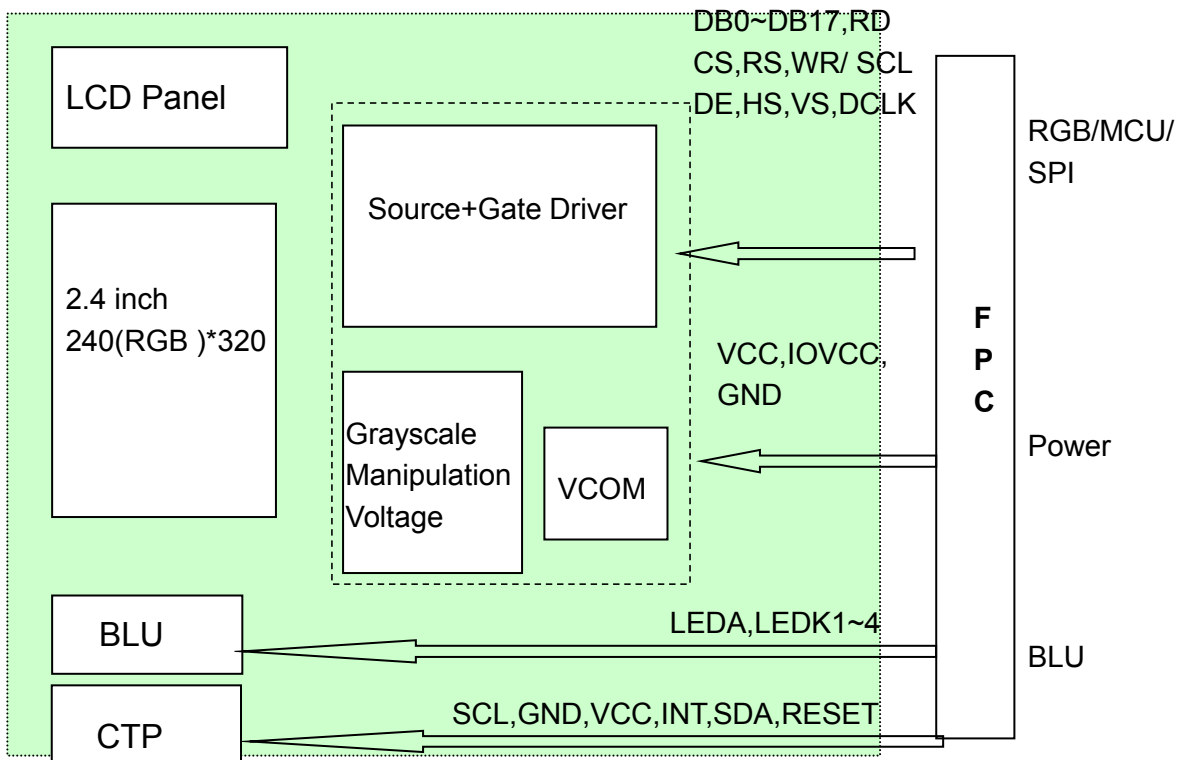 DB0~DB17,RD
CS,RS,WR/ SCL
DE,HS,VS,DCLK
LCD Panel
RGB/MCU/
SPI
Source+Gate Driver
2.4 inch
240(RGB )*320
F
P
C
VCC,IOVCC,
GND
Grayscale
Manipulation
Voltage
VCOM
Power
LEDA,LEDK1~4
BLU
BLU
SCL,GND,VCC,INT,SDA,RESET
CTP